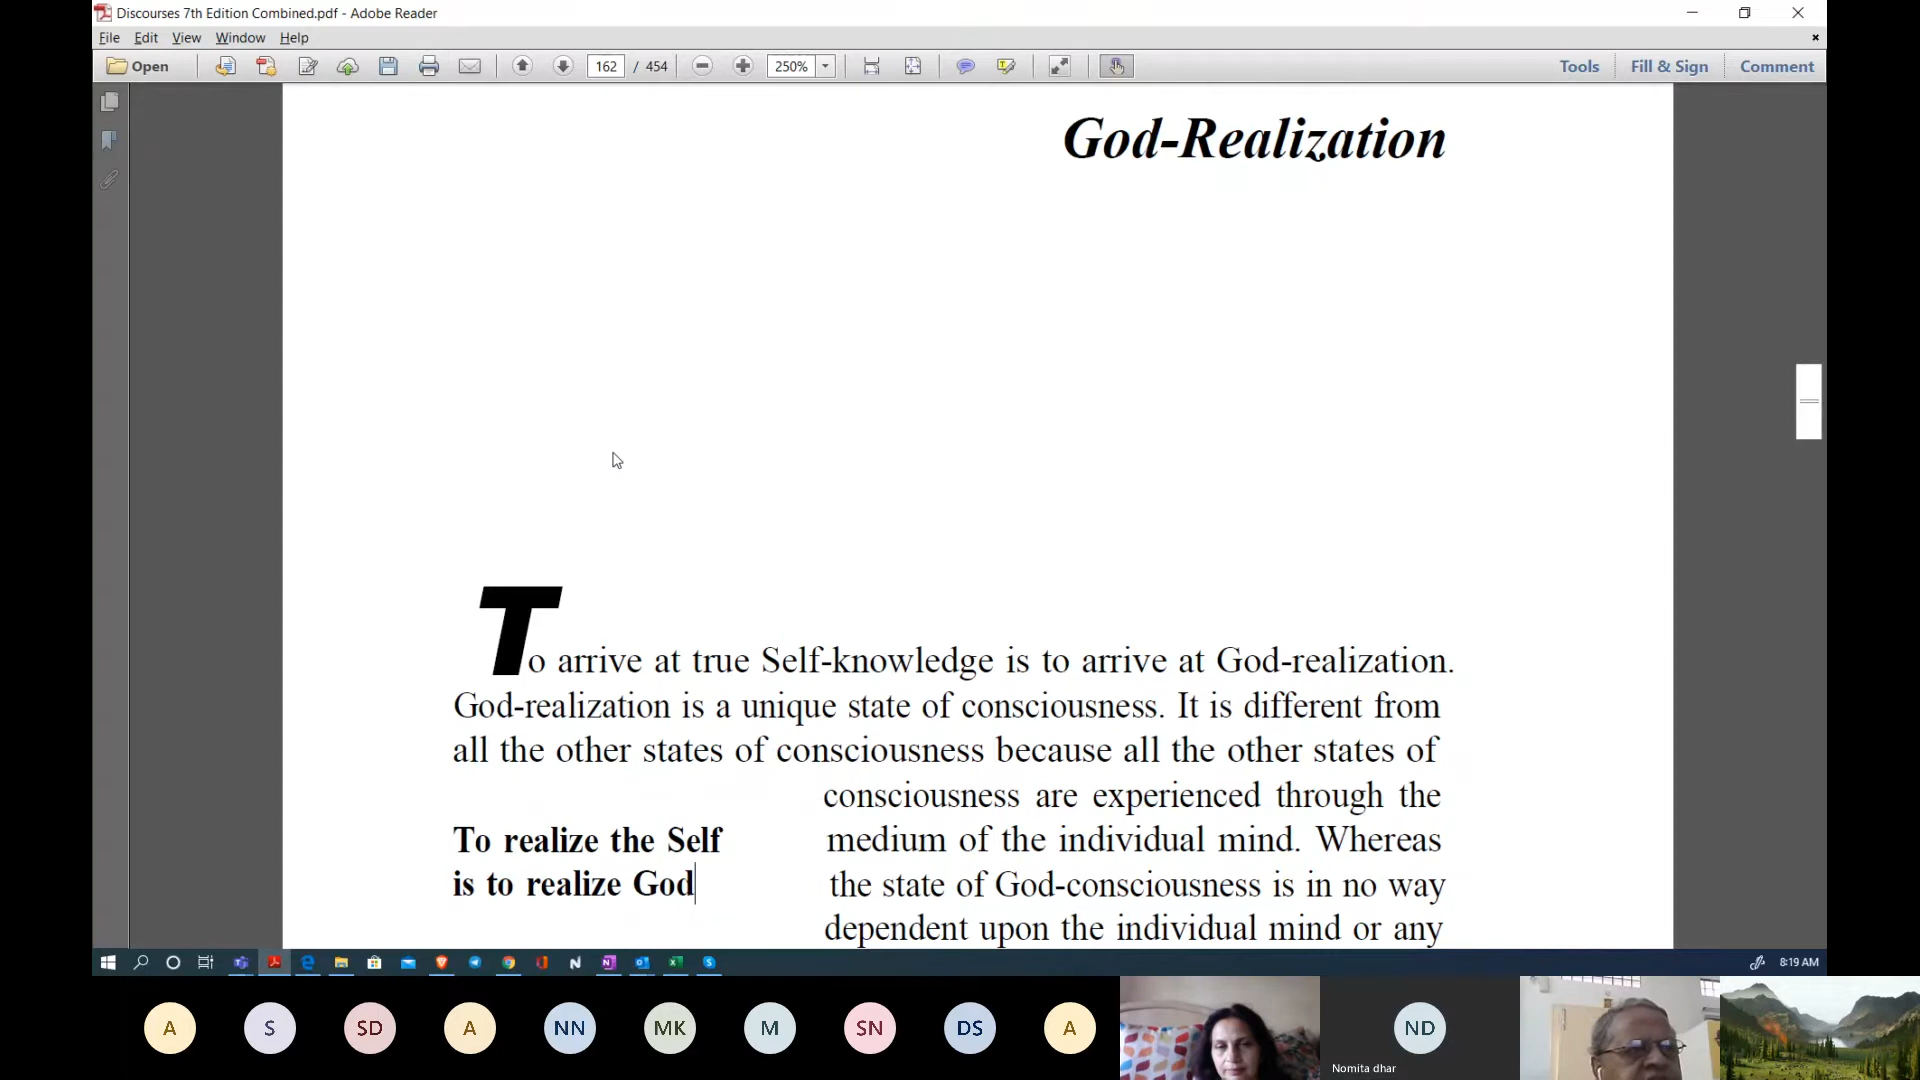 Discourses 7th Edition Combined.pdf - Adobe Reader
File Edit View Window Help
Open 162 / 454 250% Tools Fill & Sign Comment
God-Realization
To arrive at true Self-knowledge is to arrive at God-realization.
God-realization is a unique state of consciousness. It is different from
all the other states of consciousness because all the other states of
consciousness are experienced through the
To realize the Self
is to realize God
medium of the individual mind. Whereas
the state of God-consciousness is in no way
dependent upon the individual mind or any
8:19 AM
A S SD A NN MK M SN DS A ND
Nomita dhar